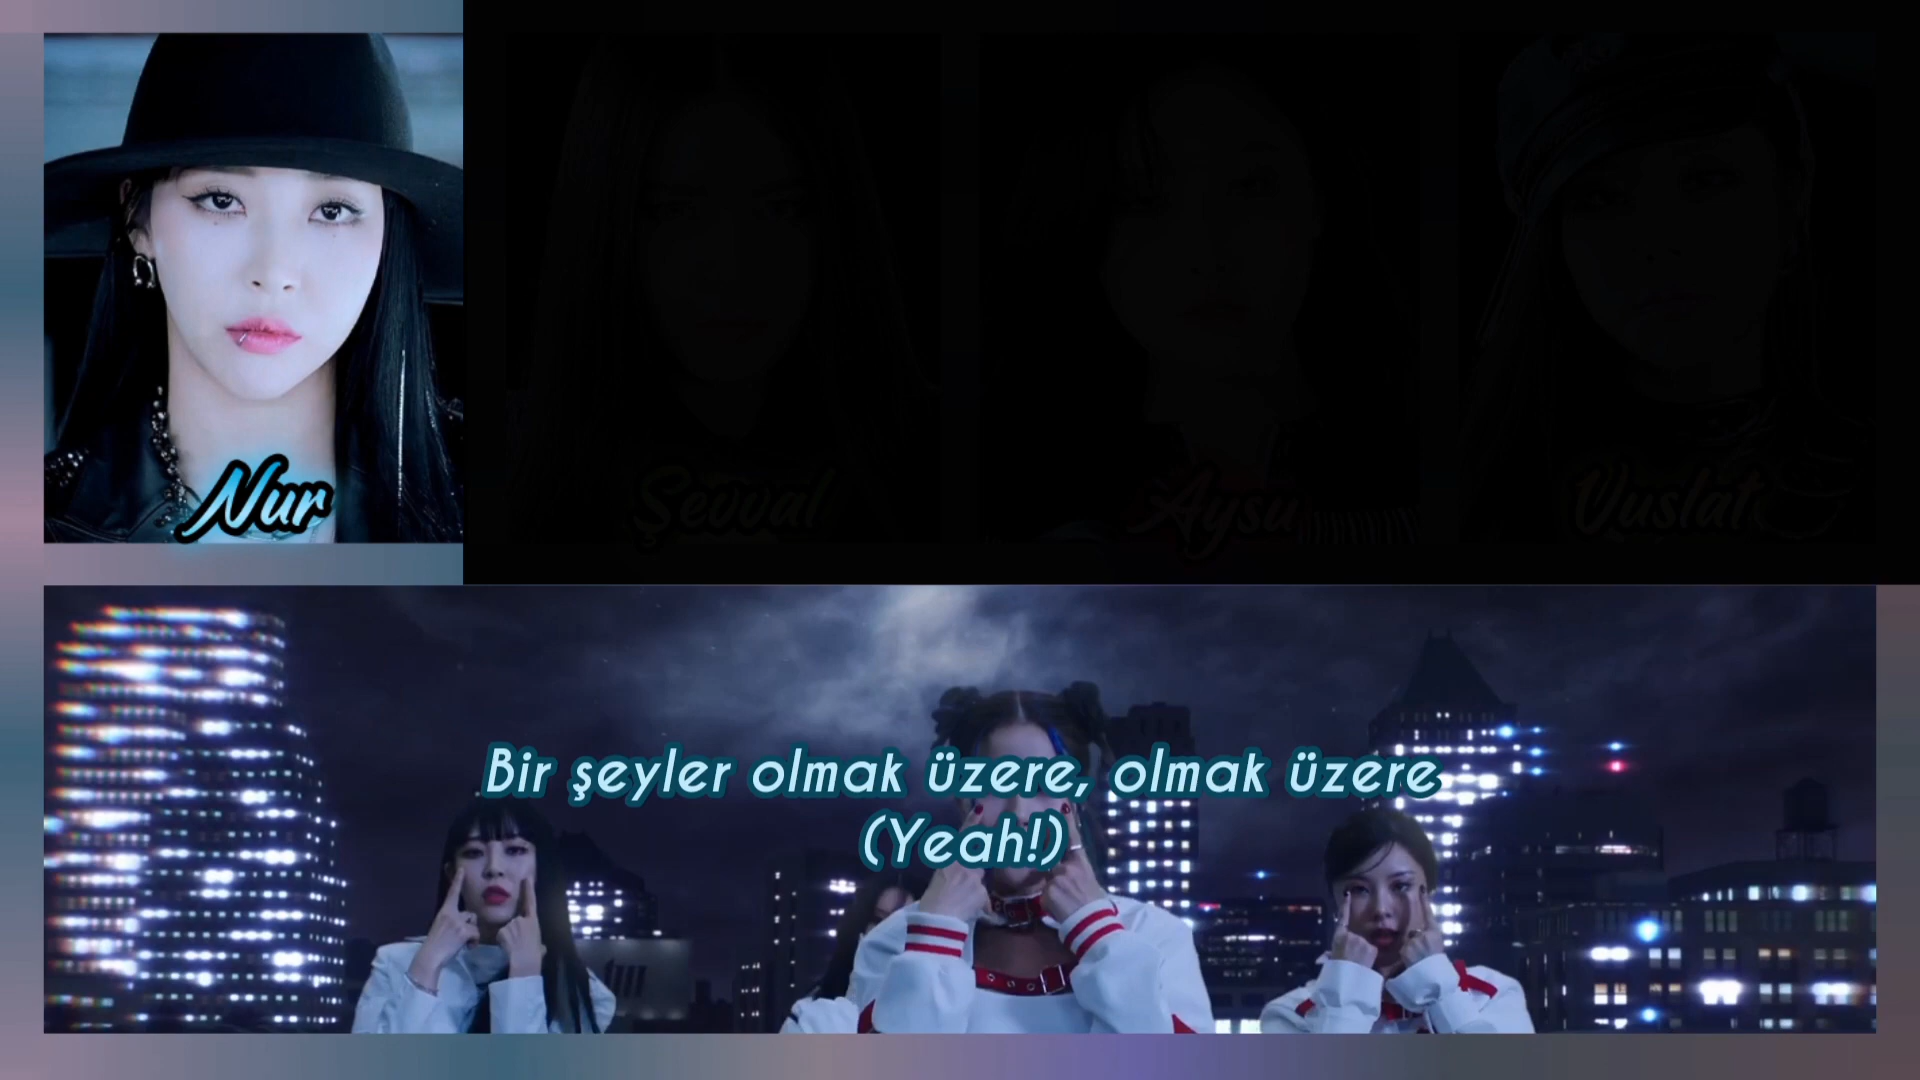 Nur
Şevval
Aysu
Vuslat
Bir şeyler olmak üzere, olmak üzere
(Yeah!)